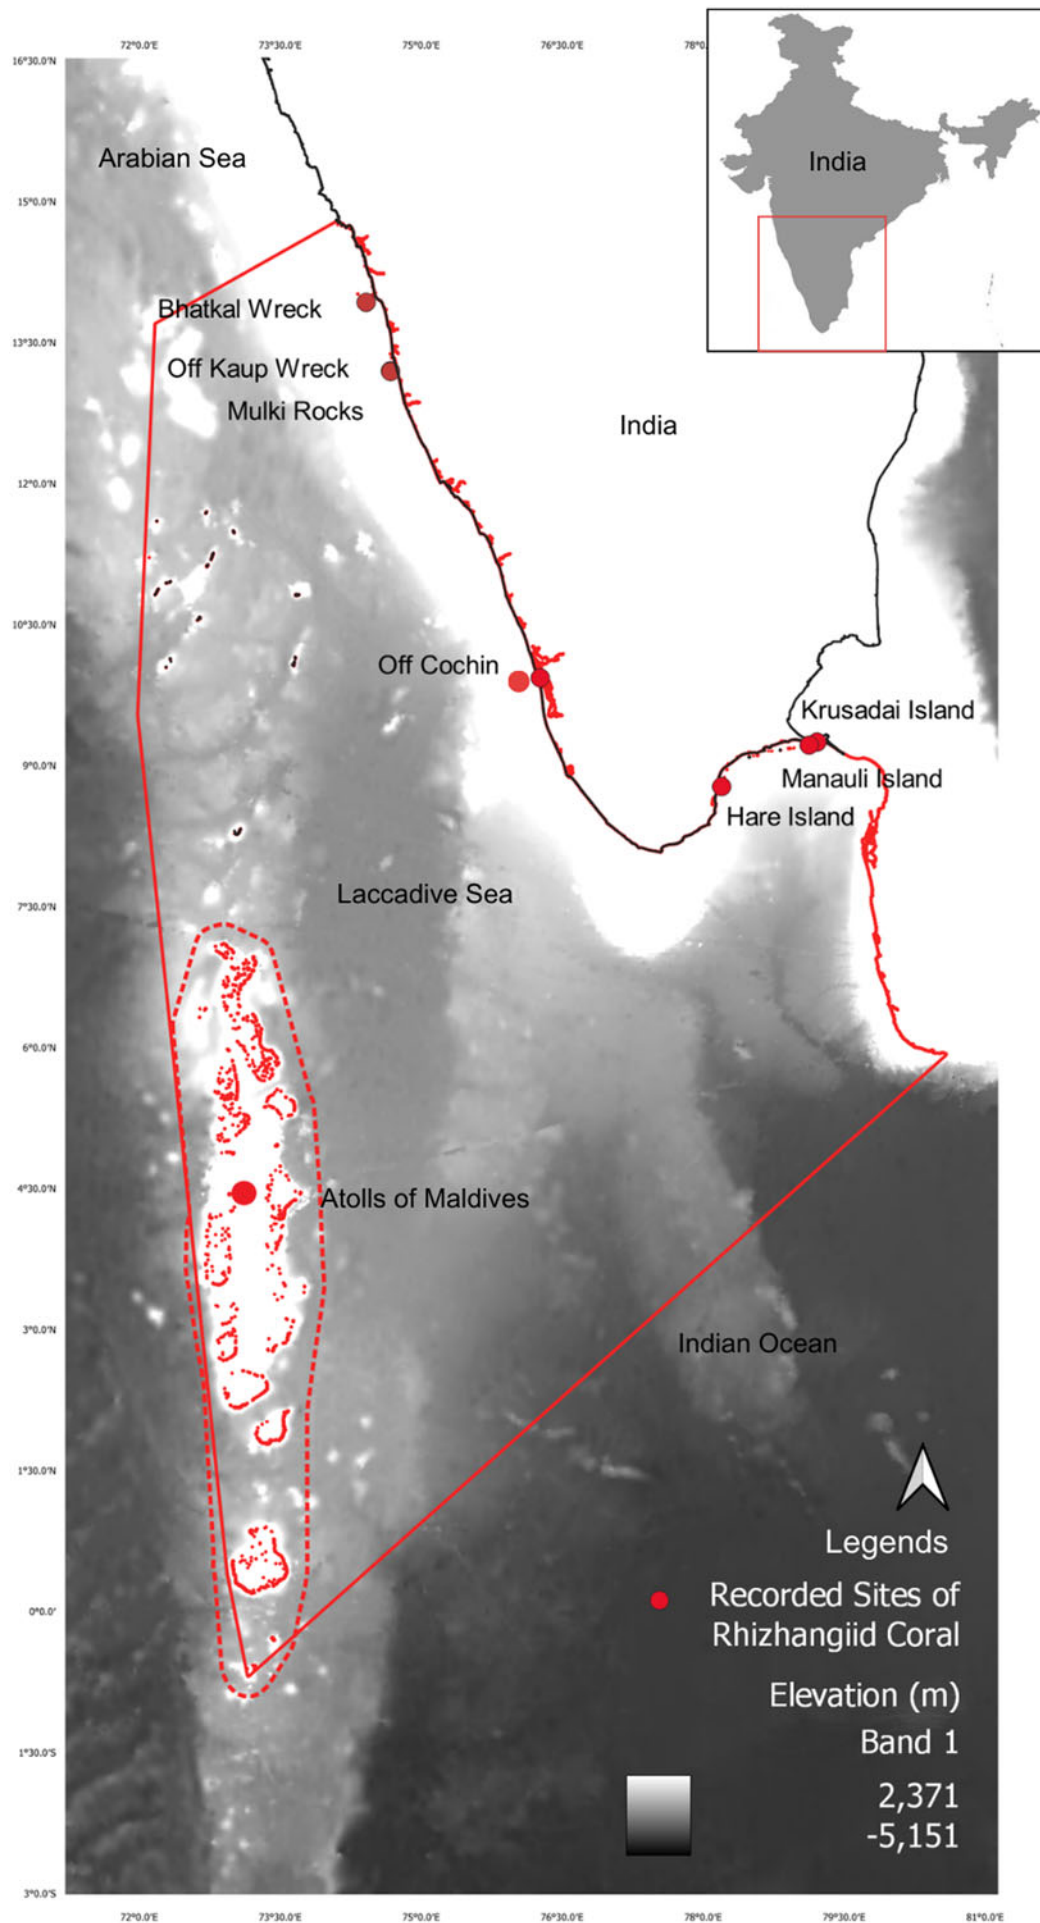 72°0.0'E 73°30.0'E 75°0.0'E 76°30.0'E 78°0.
16°30.0'N
India
Arabian Sea
15°0.0'N
Bhatkal Wreck
13°30.0'N
Off Kaup Wreck
Mulki Rocks
India
12°0.0'N
10°30.0'N
Off Cochin
Krusadai Island
9°0.0'N
Manauli Island
Hare Island
Laccadive Sea
7°30.0'N
6°0.0'N
4°30.0'N
Atolls of Maldives
3°0.0'N
Indian Ocean
1°30.0'N
Legends
Recorded Sites of
Rhizhangiid Coral
0°0.0'
Elevation (m)
Band 1
1°30.0'S
2,371
-5,151
3°0.0'S
72°0.0'E 73°30.0'E 75°0.0'E 76°30.0'E 78°0.0'E 79°30.0'E 81°0.0'E